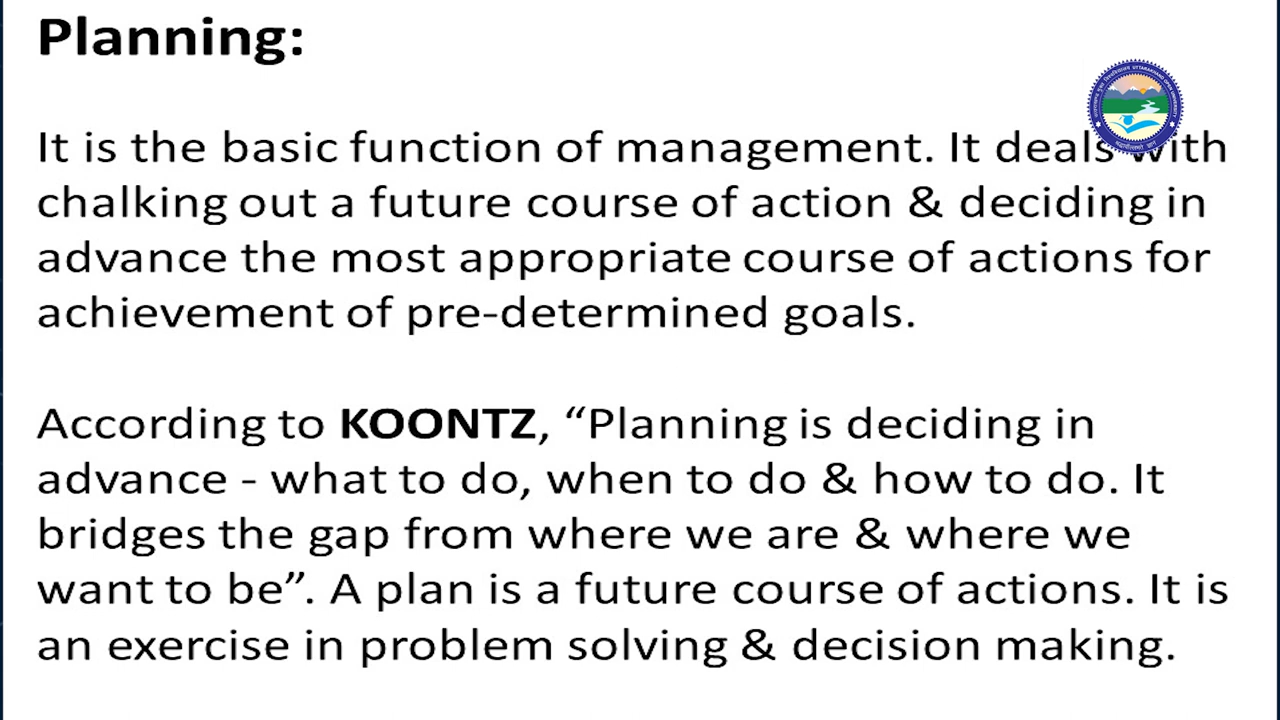 Planning:
It is the basic function of management. It deals with
chalking out a future course of action & deciding in
advance the most appropriate course of actions for
achievement of pre-determined goals.
According to KOONTZ, “Planning is deciding in
advance - what to do, when to do & how to do. It
bridges the gap from where we are & where we
want to be”. A plan is a future course of actions. It is
an exercise in problem solving & decision making.